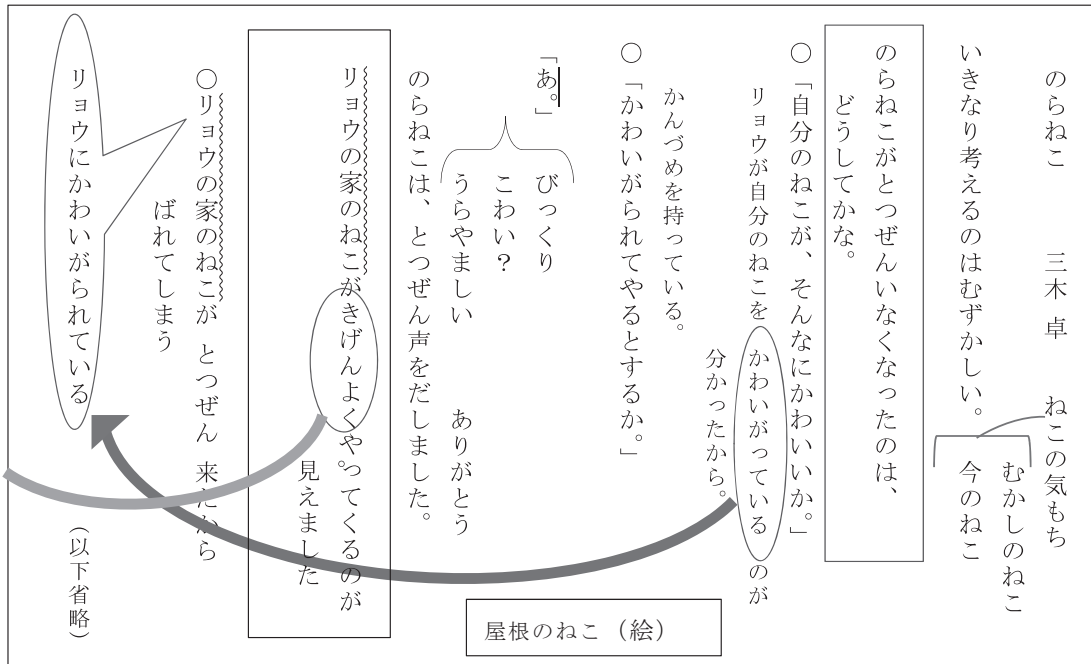 のらねこ　三木 卓　ねこの気もち
むかしのねこ
今のねこ
いきなり考えるのはむずかしい。
のらねこがとつぜんいなくなったのは、
どうしてかな。
○「自分のねこが、そんなにかわいいか。」
リョウが自分のねこを かわいがっている のが
分かったから。
かんづめを持っている。
○「かわいがられてやるとするか。」
「あ。」
びっくり
こわい？
うらやましい
ありがとう
のらねこは、とつぜん声をだしました。
リョウの家のねこがきげんよくやってくるのが
見えました。
○リョウの家のねこが とつぜん 来たから
ばれてしまう
リョウにかわいがられている
（以下省略）
屋根のねこ（絵）